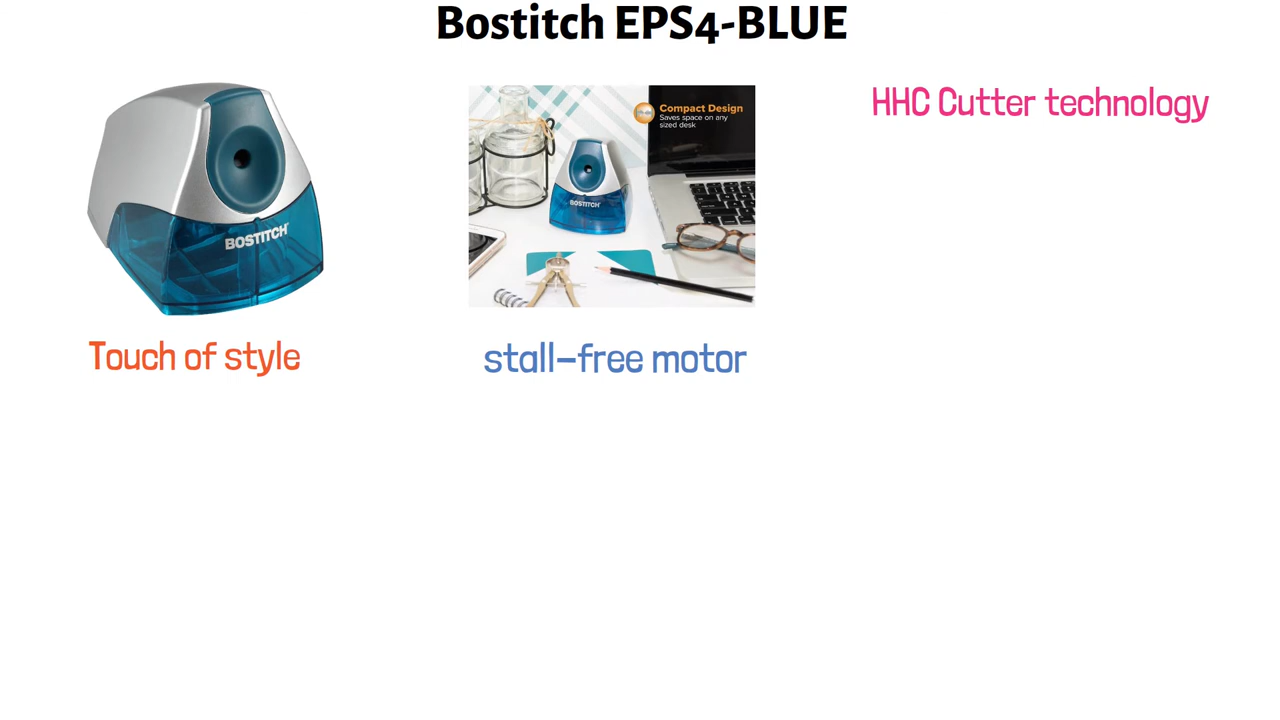 Bostitch EPS4-BLUE
BOSTITCH
Compact Design
Saves space on any
sized desk
BOSTITCH
HHC Cutter technology
Touch of style
stall-free motor